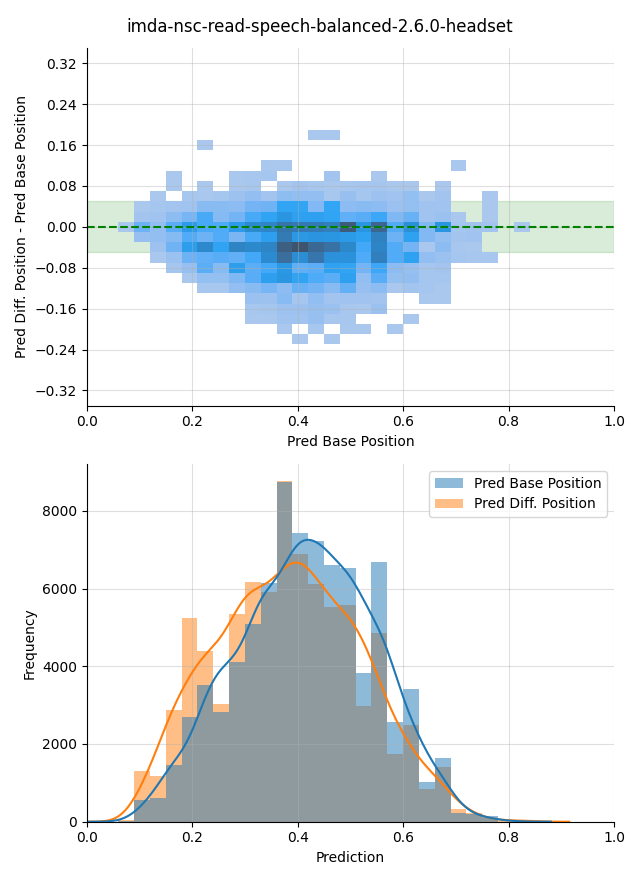 imda-nsc-read-speech-balanced-2.6.0-headset
0.32
0.24
0.16
0.08
0.00
−0.08
−0.16
−0.24
−0.32
Pred Diff. Position - Pred Base Position
0.0 0.2 0.4 0.6 0.8 1.0
Pred Base Position
Pred Base Position
Pred Diff. Position
8000
6000
4000
2000
0
Frequency
0.0 0.2 0.4 0.6 0.8 1.0
Prediction